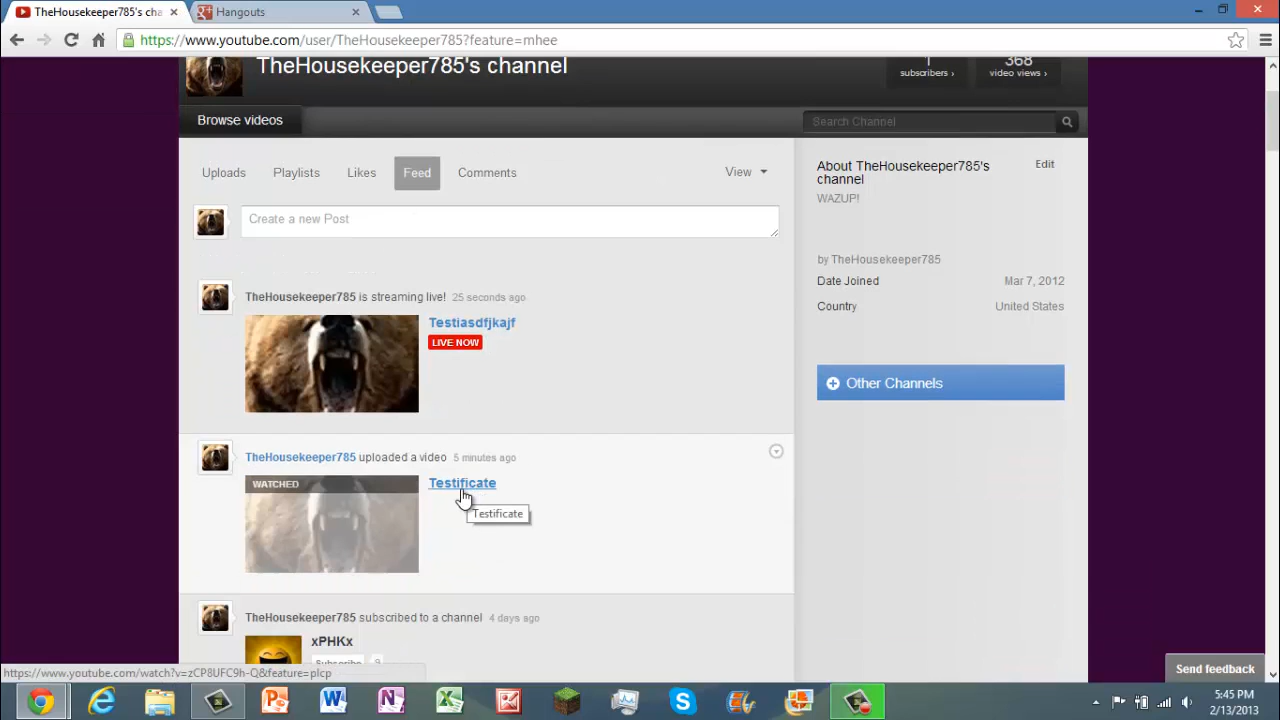 TheHousekeeper785's cha
Hangouts
https://www.youtube.com/user/TheHousekeeper785?feature=mhee
TheHousekeeper785's channel
1
subscribers ›
368
video views ›
Browse videos
Search Channel
Uploads
Playlists
Likes
Feed
Comments
View
Create a new Post
TheHousekeeper785 is streaming live! 25 seconds ago
Testiasdfjkajf
LIVE NOW
TheHousekeeper785 uploaded a video 5 minutes ago
WATCHED
Testificate
Testificate
TheHousekeeper785 subscribed to a channel 4 days ago
xPHKx
Subscribe 9
About TheHousekeeper785's
channel
Edit
WAZUP!
by TheHousekeeper785
Date Joined Mar 7, 2012
Country United States
Other Channels
https://www.youtube.com/watch?v=zCP8UFC9h-Q&feature=plcp
Send feedback
5:45 PM
2/13/2013